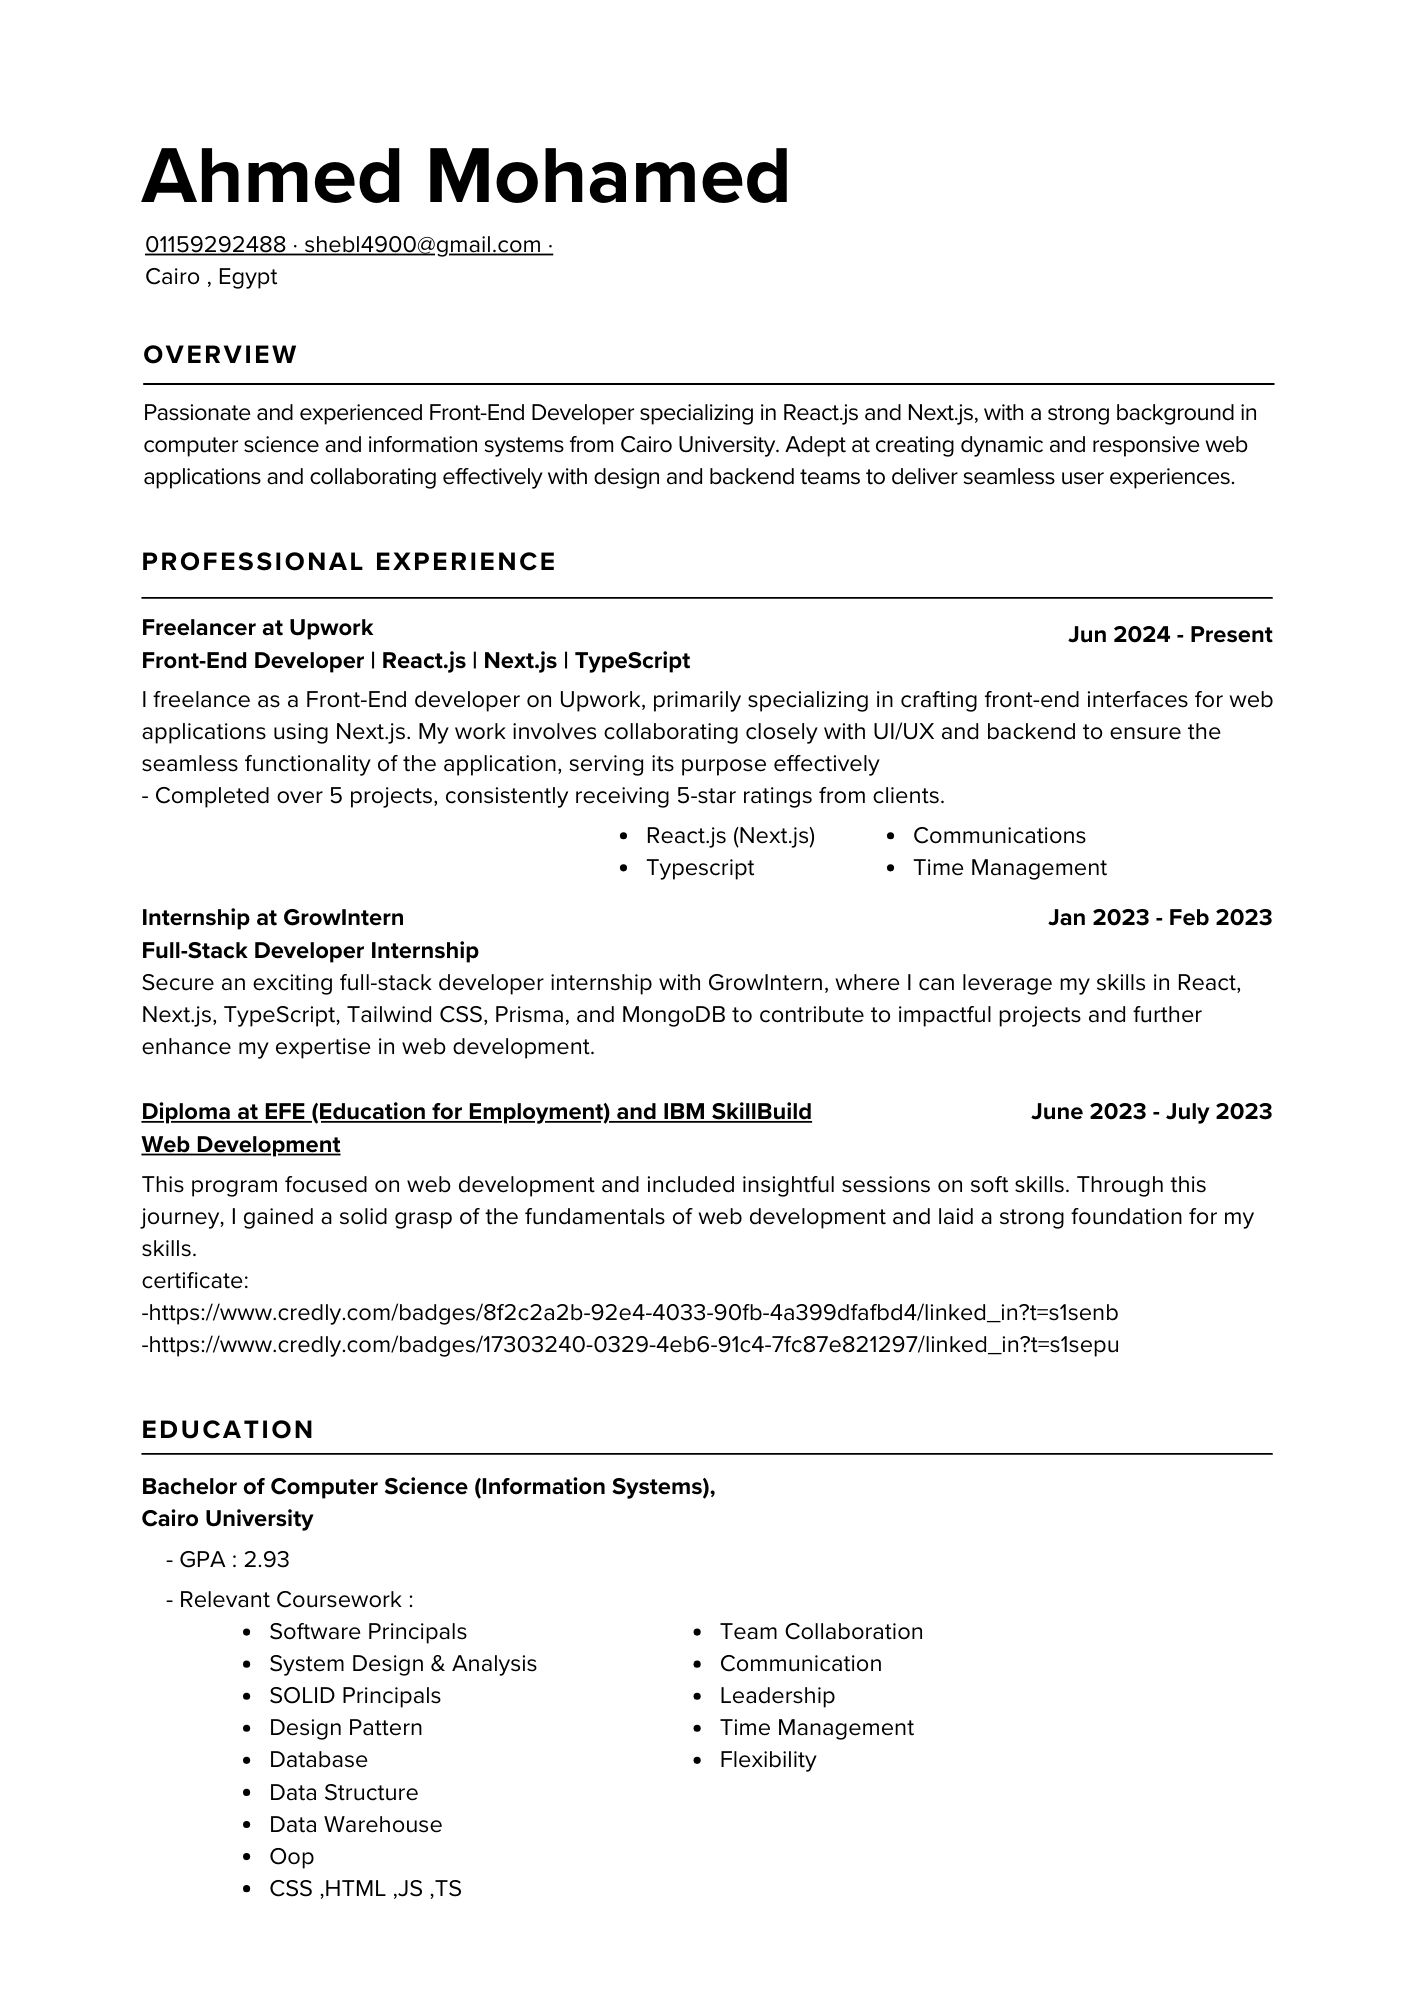 Ahmed Mohamed
01159292488 · shebl4900@gmail.com ·
Cairo , Egypt
OVERVIEW
Passionate and experienced Front-End Developer specializing in React.js and Next.js, with a strong background in
computer science and information systems from Cairo University. Adept at creating dynamic and responsive web
applications and collaborating effectively with design and backend teams to deliver seamless user experiences.
PROFESSIONAL EXPERIENCE
Freelancer at Upwork
Jun 2024 - Present
Front-End Developer | React.js | Next.js | TypeScript
I freelance as a Front-End developer on Upwork, primarily specializing in crafting front-end interfaces for web
applications using Next.js. My work involves collaborating closely with UI/UX and backend to ensure the
seamless functionality of the application, serving its purpose effectively
- Completed over 5 projects, consistently receiving 5-star ratings from clients.
• React.js (Next.js)
• Typescript
• Communications
• Time Management
Internship at GrowIntern
Jan 2023 - Feb 2023
Full-Stack Developer Internship
Secure an exciting full-stack developer internship with GrowIntern, where I can leverage my skills in React,
Next.js, TypeScript, Tailwind CSS, Prisma, and MongoDB to contribute to impactful projects and further
enhance my expertise in web development.
Diploma at EFE (Education for Employment) and IBM SkillBuild
June 2023 - July 2023
Web Development
This program focused on web development and included insightful sessions on soft skills. Through this
journey, I gained a solid grasp of the fundamentals of web development and laid a strong foundation for my
skills.
certificate:
-https://www.credly.com/badges/8f2c2a2b-92e4-4033-90fb-4a399dfafbd4/linked_in?t=s1senb
-https://www.credly.com/badges/17303240-0329-4eb6-91c4-7fc87e821297/linked_in?t=s1sepu
EDUCATION
Bachelor of Computer Science (Information Systems),
Cairo University
- GPA : 2.93
- Relevant Coursework :
• Software Principals
• System Design & Analysis
• SOLID Principals
• Design Pattern
• Database
• Data Structure
• Data Warehouse
• Oop
• CSS ,HTML ,JS ,TS
• Team Collaboration
• Communication
• Leadership
• Time Management
• Flexibility